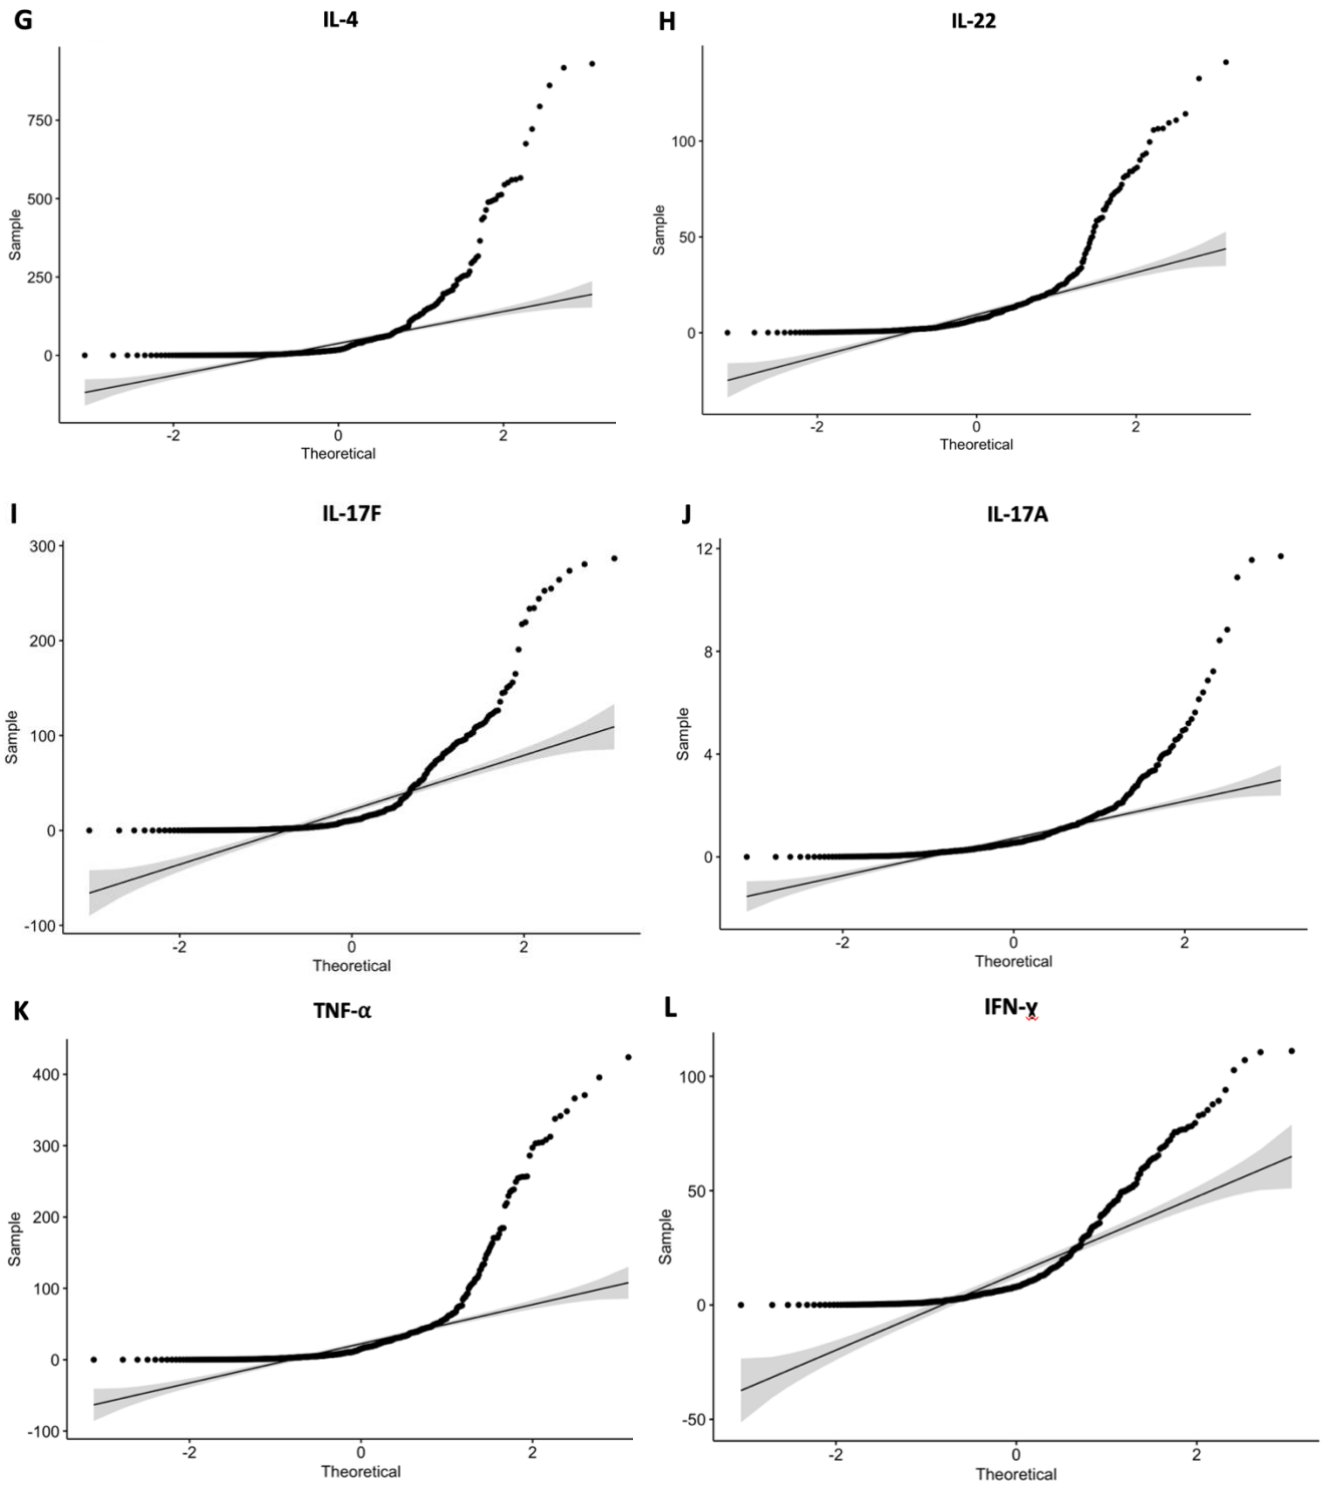 G IL-4
750
500
250
0
Sample
-2 0 2
Theoretical
H IL-22
100
50
0
Sample
-2 0 2
Theoretical
I IL-17F
300
200
100
0
-100
Sample
-2 0 2
Theoretical
J IL-17A
12
8
4
0
Sample
-2 0 2
Theoretical
K TNF-α
400
300
200
100
0
-100
Sample
-2 0 2
Theoretical
L IFN-γ
100
50
0
-50
Sample
-2 0 2
Theoretical